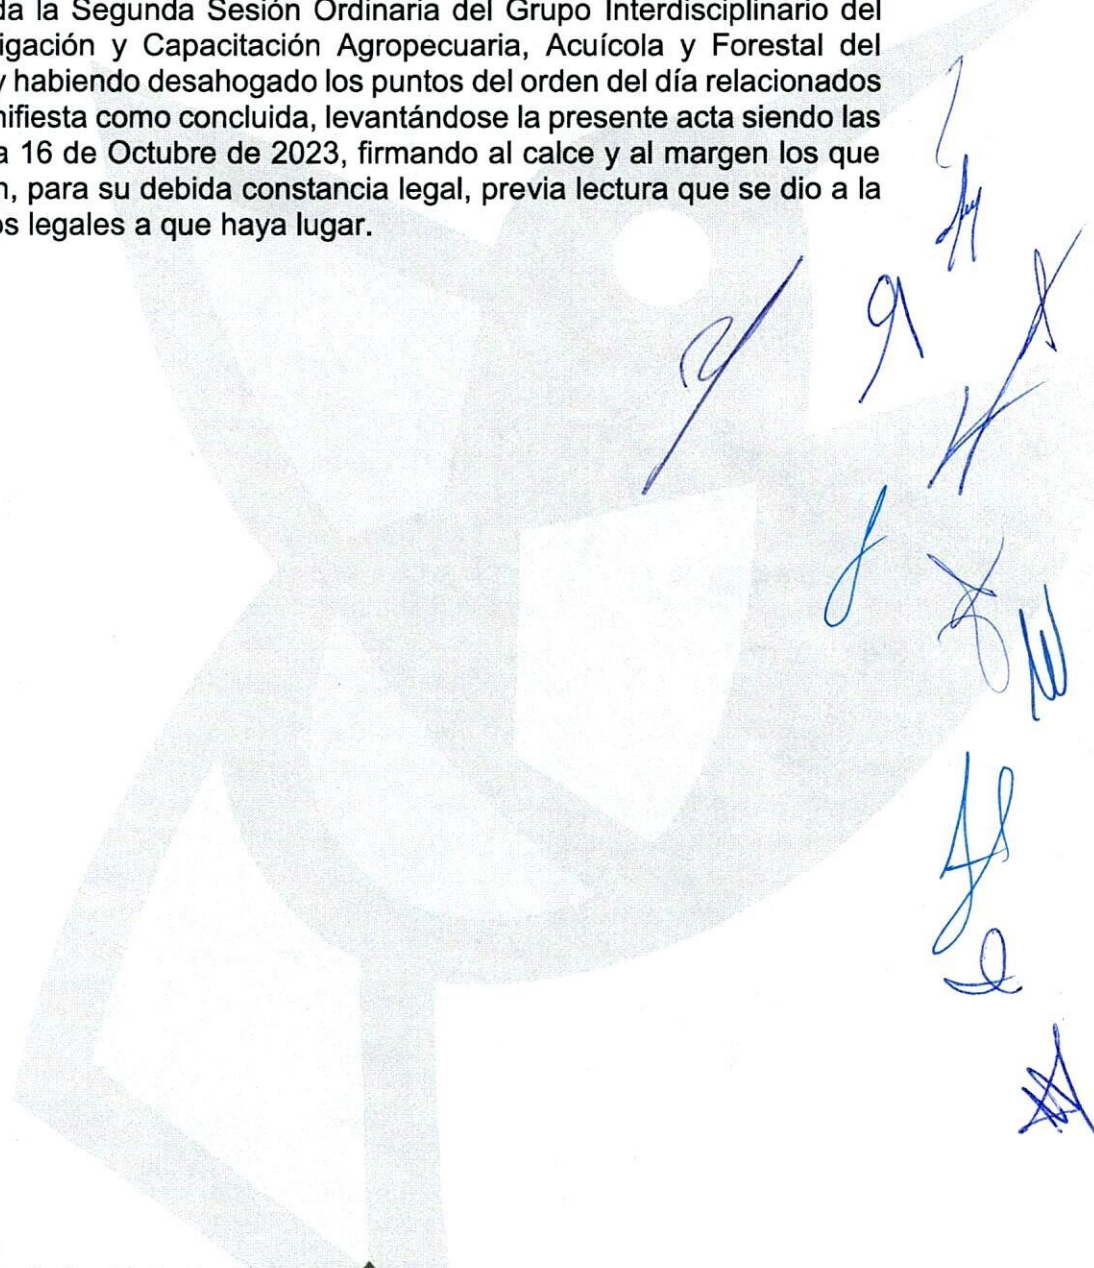 da la Segunda Sesión Ordinaria del Grupo Interdisciplinario del
igación y Capacitación Agropecuaria, Acuícola y Forestal del
y habiendo desahogado los puntos del orden del día relacionados
nifiesta como concluida, levantándose la presente acta siendo las
a 16 de Octubre de 2023, firmando al calce y al margen los que
n, para su debida constancia legal, previa lectura que se dio a la
os legales a que haya lugar.